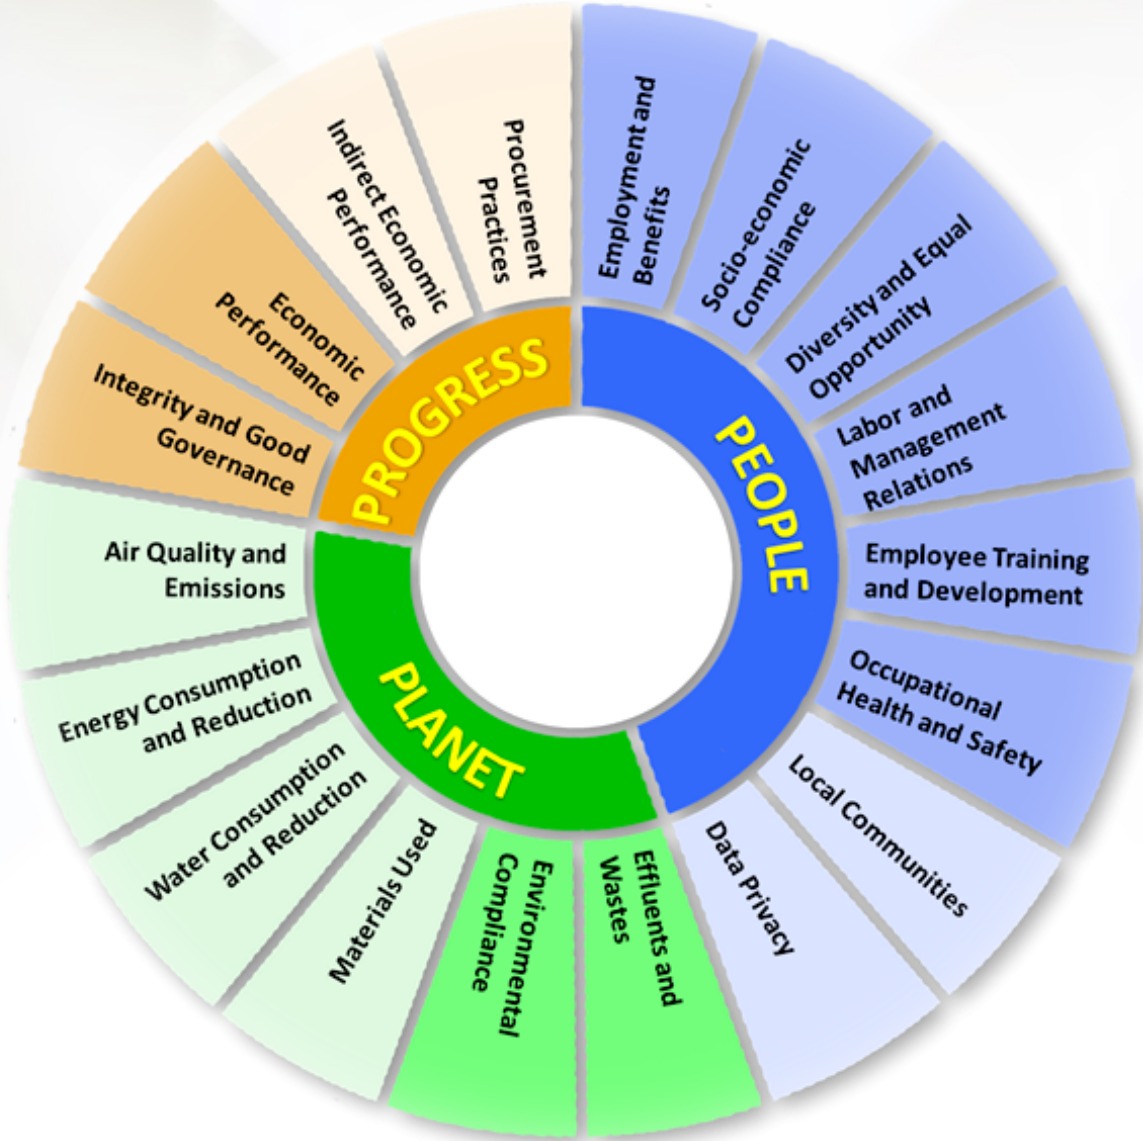 PROGRESS
PEOPLE
PLANET
Employment and
Benefits
Socio-economic
Compliance
Diversity and Equal
Opportunity
Labor and
Management
Relations
Employee Training
and Development
Occupational
Health and Safety
Local Communities
Data Privacy
Effluents and
Wastes
Environmental
Compliance
Materials Used
Water Consumption
and Reduction
Energy Consumption
and Reduction
Air Quality and
Emissions
Integrity and Good
Governance
Economic
Performance
Indirect Economic
Performance
Procurement
Practices